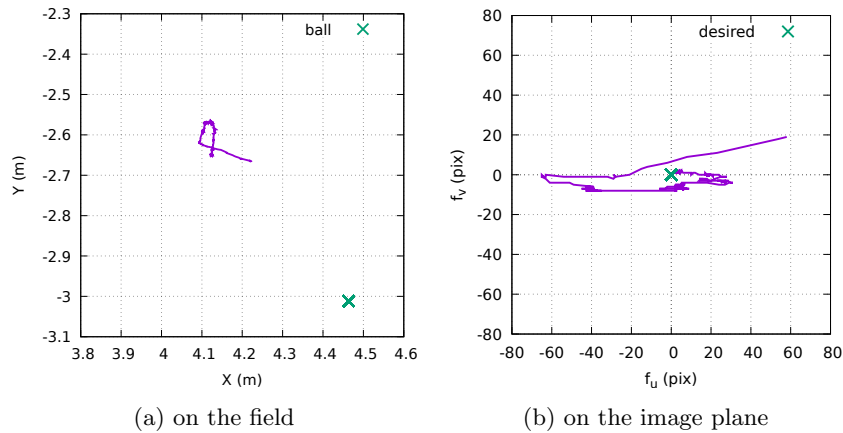 -2.3
-2.4
-2.5
-2.6
-2.7
-2.8
-2.9
-3
-3.1
3.8 3.9 4 4.1 4.2 4.3 4.4 4.5 4.6
Y (m)
X (m)
ball
(a) on the field
80
60
40
20
0
-20
-40
-60
-80
-80 -60 -40 -20 0 20 40 60 80
f_v (pix)
f_u (pix)
desired
(b) on the image plane